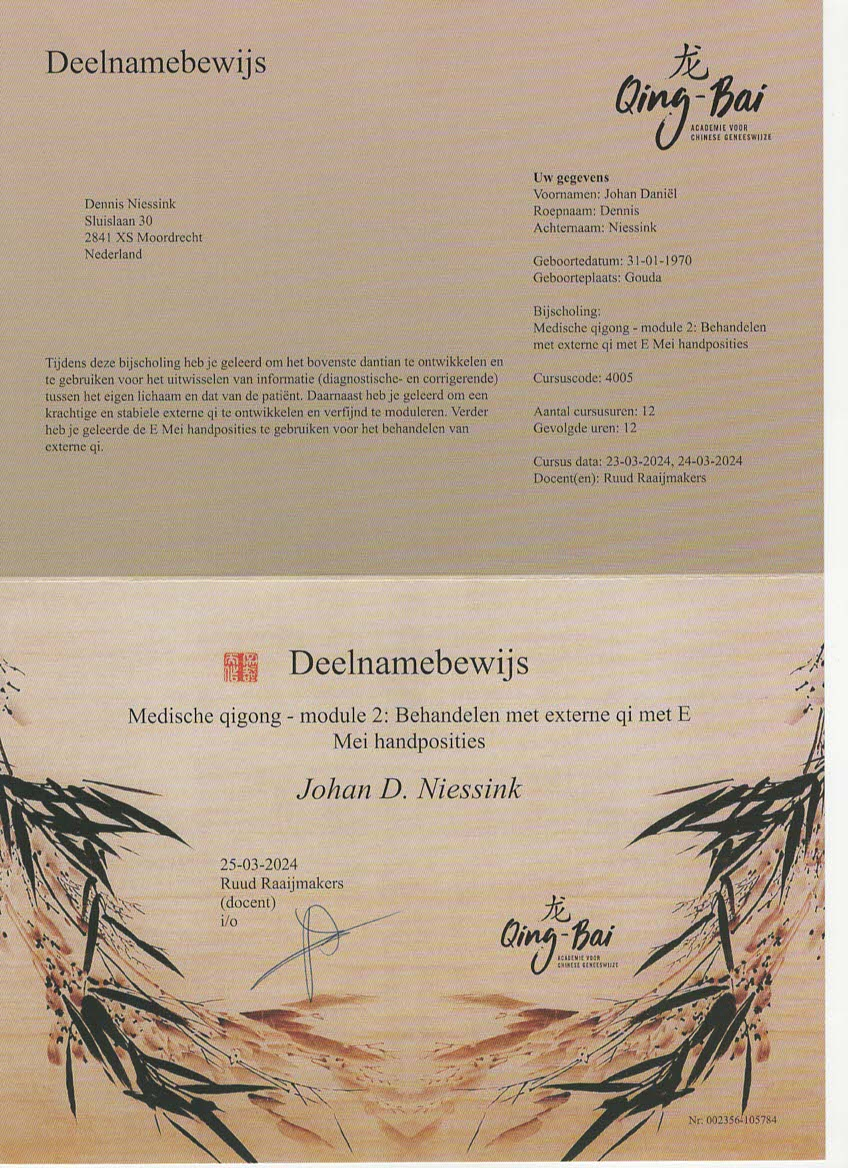 Deelnamebewijs
龙
Qing-Bai
ACADEMIE VOOR
CHINESE GENEESWIJZE
Dennis Niessink
Sluislaan 30
2841 XS Moordrecht
Nederland
Uw gegevens
Voornamen: Johan Daniël
Roepnaam: Dennis
Achternaam: Niessink
Geboortedatum: 31-01-1970
Geboorteplaats: Gouda
Bijscholing:
Medische qigong - module 2: Behandelen
met externe qi met E Mei handposities
Cursuscode: 4005
Aantal cursusuren: 12
Gevolgde uren: 12
Cursus data: 23-03-2024, 24-03-2024
Docent(en): Ruud Raaijmakers
Tijdens deze bijscholing heb je geleerd om het bovenste dantian te ontwikkelen en
te gebruiken voor het uitwisselen van informatie (diagnostische- en corrigerende)
tussen het eigen lichaam en dat van de patiënt. Daarnaast heb je geleerd om een
krachtige en stabiele externe qi te ontwikkelen en verfijnd te moduleren. Verder
heb je geleerde de E Mei handposities te gebruiken voor het behandelen van
externe qi.
Deelnamebewijs
Medische qigong - module 2: Behandelen met externe qi met E
Mei handposities
Johan D. Niessink
25-03-2024
Ruud Raaijmakers
(docent)
i/o
龙
Qing-Bai
ACADEMIE VOOR
CHINESE GENEESWIJZE
Nr: 002356-105784